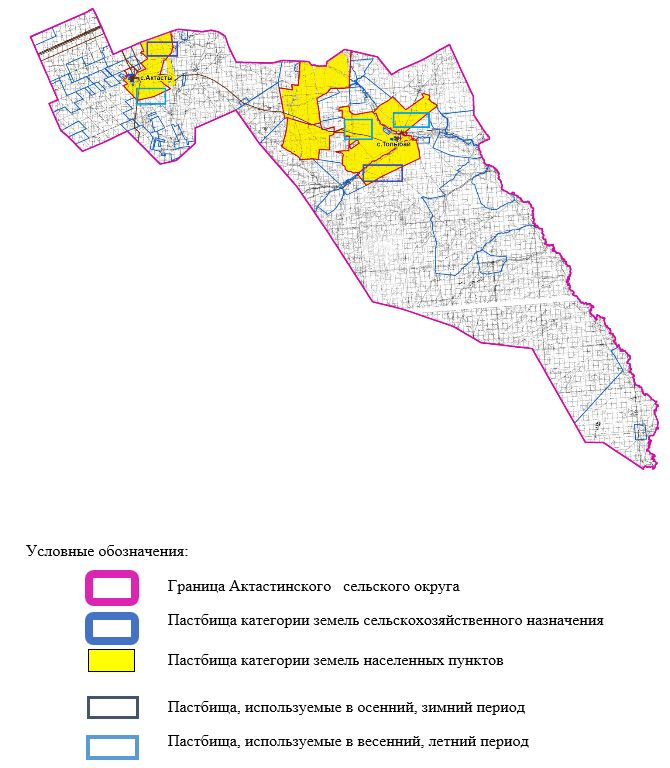 с.Актасты
с.Толыбай
Условные обозначения:
Граница Актастинского сельского округа
Пастбища категории земель сельскохозяйственного назначения
Пастбища категории земель населенных пунктов
Пастбища, используемые в осенний, зимний период
Пастбища, используемые в весенний, летний период